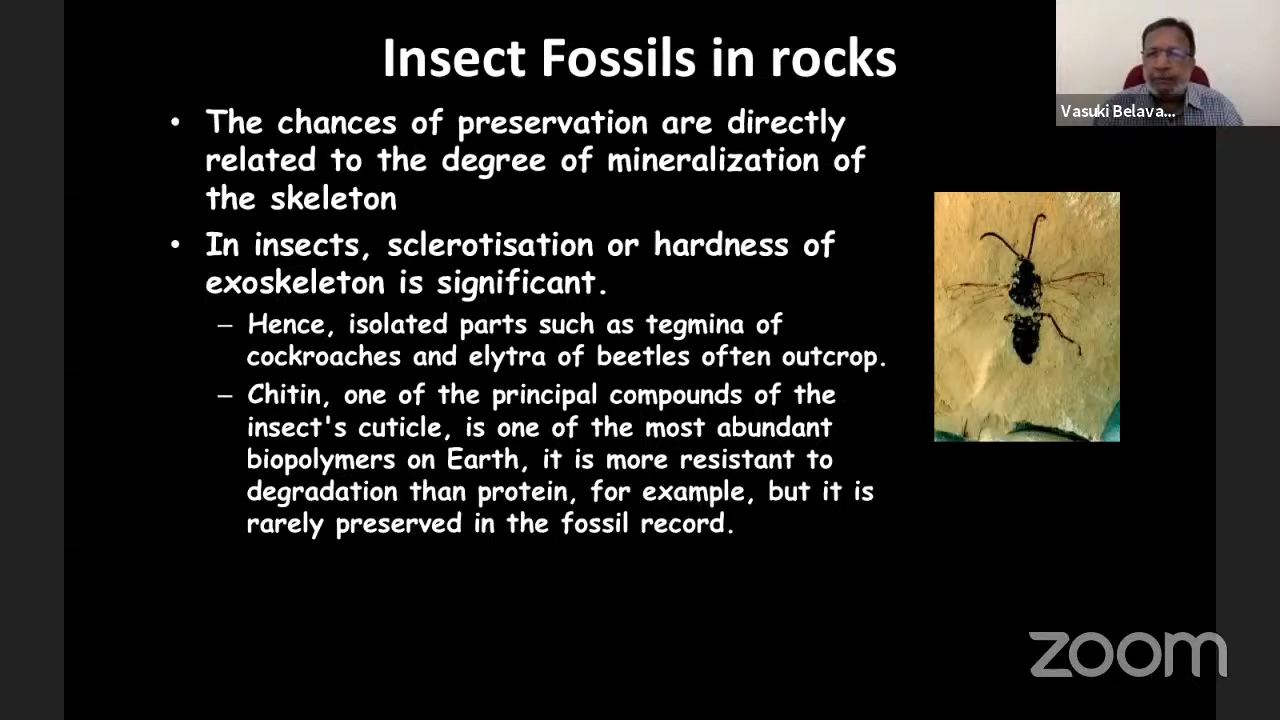 Insect Fossils in rocks
Vasuki Belava...
• The chances of preservation are directly
related to the degree of mineralization of
the skeleton
• In insects, sclerotisation or hardness of
exoskeleton is significant.
– Hence, isolated parts such as tegmina of
cockroaches and elytra of beetles often outcrop.
– Chitin, one of the principal compounds of the
insect's cuticle, is one of the most abundant
biopolymers on Earth, it is more resistant to
degradation than protein, for example, but it is
rarely preserved in the fossil record.
zoom